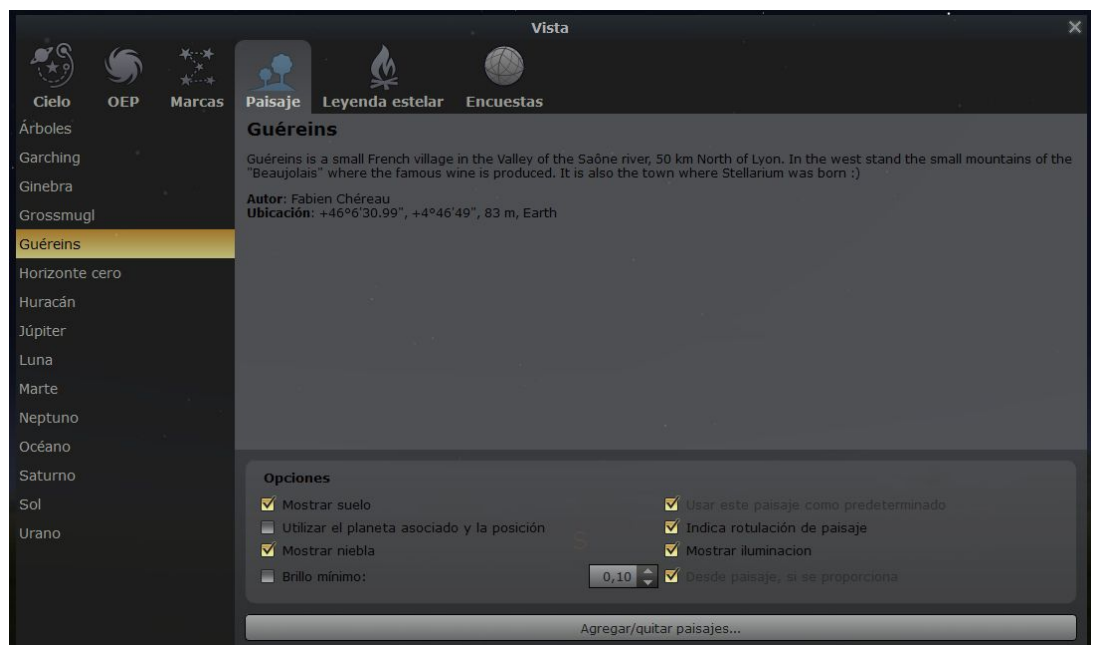 Vista
Cielo OEP Marcas Paisaje Leyenda estelar Encuestas
Árboles
Garching
Ginebra
Grossmugl
Guéreins
Horizonte cero
Huracán
Júpiter
Luna
Marte
Neptuno
Océano
Saturno
Sol
Urano
Guéreins
Guéreins is a small French village in the Valley of the Saône river, 50 km North of Lyon. In the west stand the small mountains of the
"Beaujolais" where the famous wine is produced. It is also the town where Stellarium was born :)
Autor: Fabien Chéreau
Ubicación: +46°6'30.99", +4°46'49", 83 m, Earth
Opciones
Mostrar suelo
Usar este paisaje como predeterminado
Utilizar el planeta asociado y la posición
Indica rotulación de paisaje
Mostrar niebla
S
Mostrar iluminacion
Brillo mínimo: 0,10
Desde paisaje, si se proporciona
Agregar/quitar paisajes...